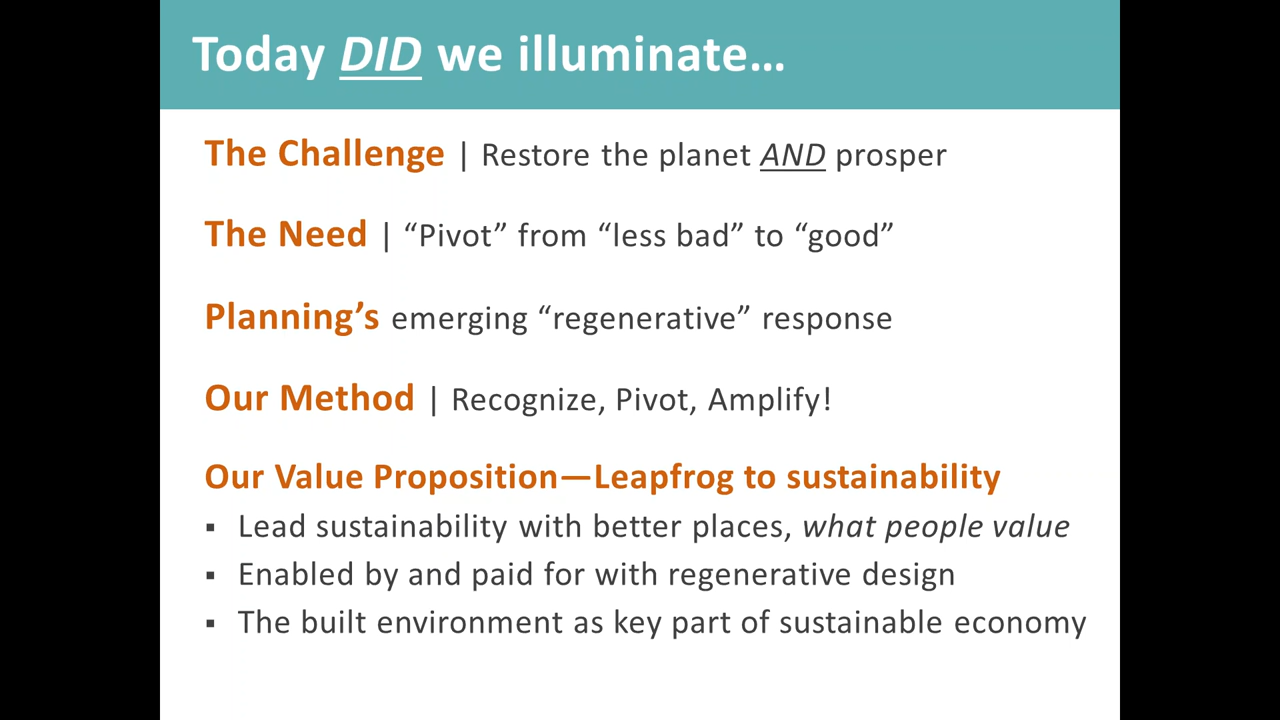 Today DID we illuminate…
The Challenge | Restore the planet AND prosper
The Need | “Pivot” from “less bad” to “good”
Planning’s emerging “regenerative” response
Our Method | Recognize, Pivot, Amplify!
Our Value Proposition—Leapfrog to sustainability
▪ Lead sustainability with better places, what people value
▪ Enabled by and paid for with regenerative design
▪ The built environment as key part of sustainable economy